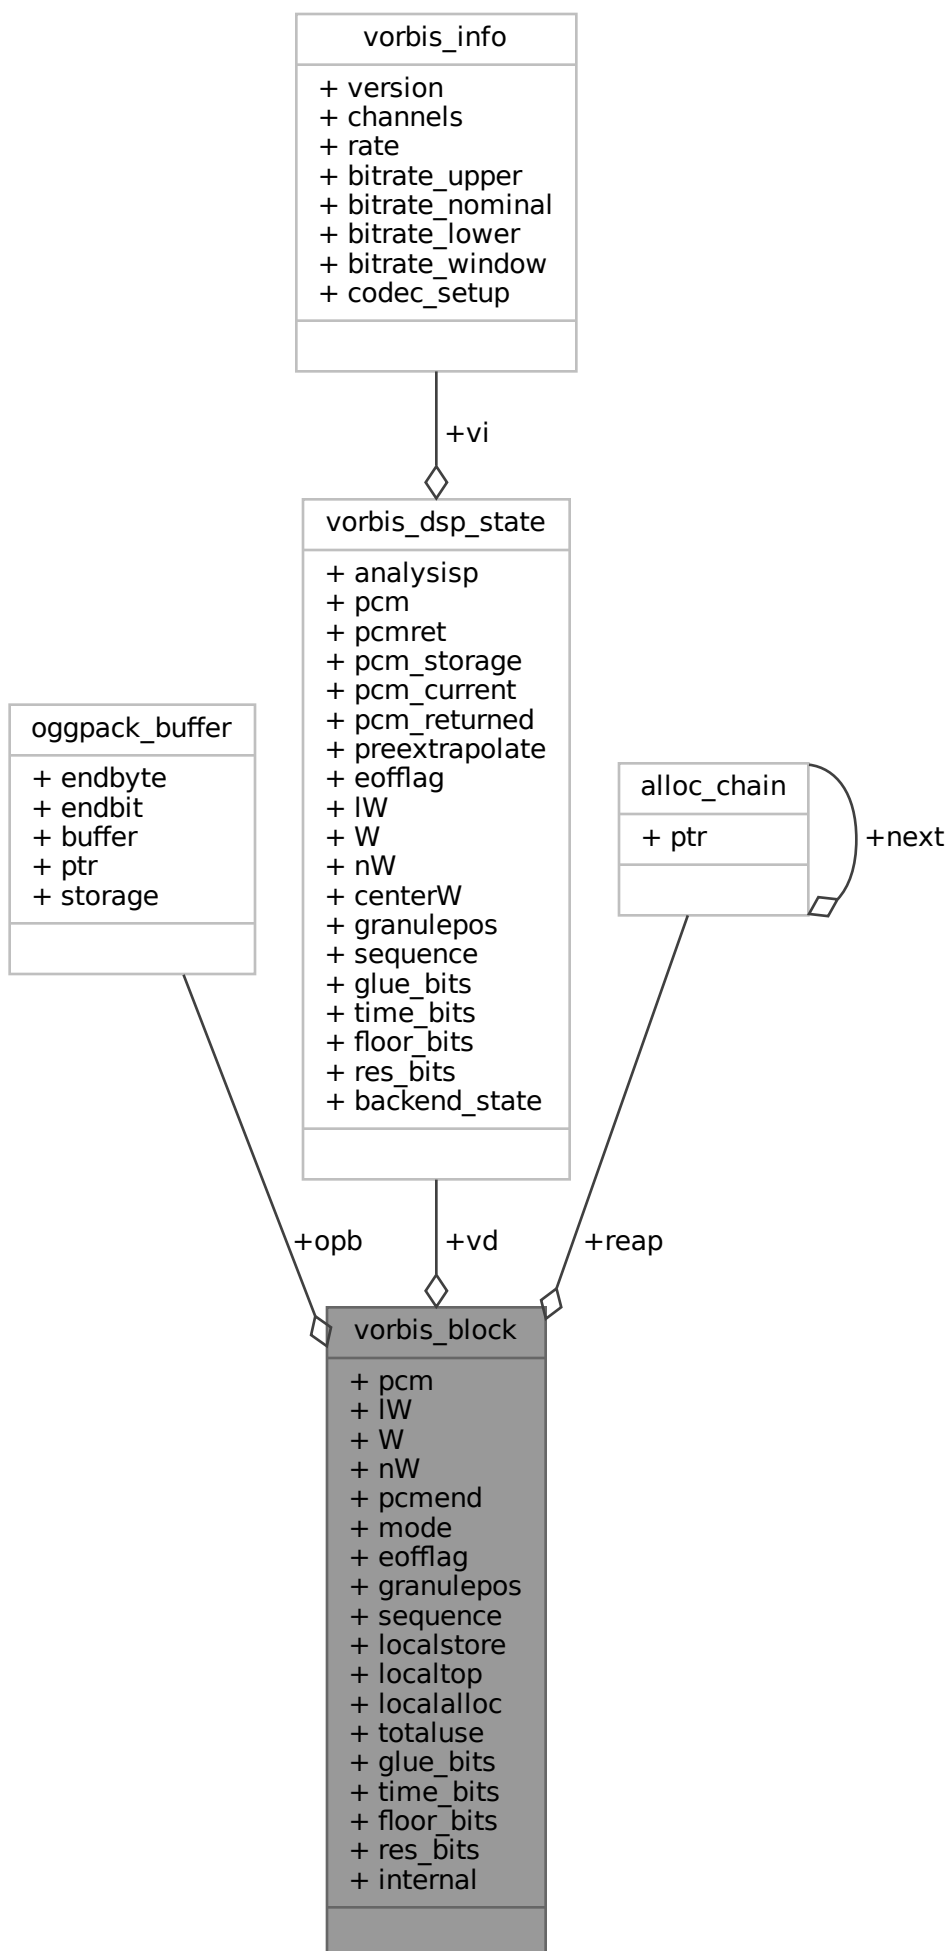 vorbis_info
+ version
+ channels
+ rate
+ bitrate_upper
+ bitrate_nominal
+ bitrate_lower
+ bitrate_window
+ codec_setup
+vi
vorbis_dsp_state
+ analysisp
+ pcm
+ pcmret
+ pcm_storage
+ pcm_current
+ pcm_returned
+ preextrapolate
+ eofflag
+ lW
+ W
+ nW
+ centerW
+ granulepos
+ sequence
+ glue_bits
+ time_bits
+ floor_bits
+ res_bits
+ backend_state
oggpack_buffer
+ endbyte
+ endbit
+ buffer
+ ptr
+ storage
alloc_chain
+ ptr
+next
+opb
+vd
+reap
vorbis_block
+ pcm
+ lW
+ W
+ nW
+ pcmend
+ mode
+ eofflag
+ granulepos
+ sequence
+ localstore
+ localtop
+ localalloc
+ totaluse
+ glue_bits
+ time_bits
+ floor_bits
+ res_bits
+ internal